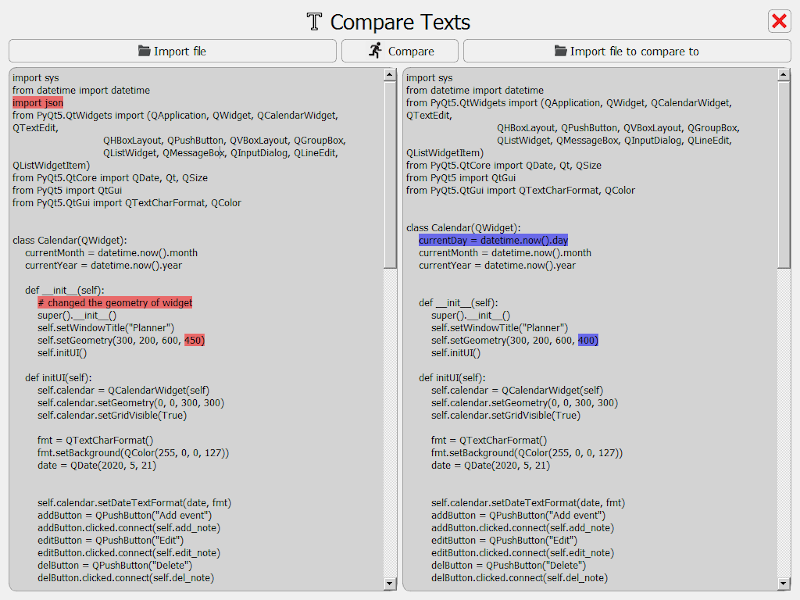 T Compare Texts
Import file
Compare
Import file to compare to
import sys
from datetime import datetime
import json
from PyQt5.QtWidgets import (QApplication, QWidget, QCalendarWidget,
QTextEdit,
QHBoxLayout, QPushButton, QVBoxLayout, QGroupBox,
QListWidget, QMessageBox, QInputDialog, QLineEdit,
QListWidgetItem)
from PyQt5.QtCore import QDate, Qt, QSize
from PyQt5 import QtGui
from PyQt5.QtGui import QTextCharFormat, QColor
class Calendar(QWidget):
currentMonth = datetime.now().month
currentYear = datetime.now().year
def __init__(self):
# changed the geometry of widget
super().__init__()
self.setWindowTitle("Planner")
self.setGeometry(300, 200, 600, 450)
self.initUI()
def initUI(self):
self.calendar = QCalendarWidget(self)
self.calendar.setGeometry(0, 0, 300, 300)
self.calendar.setGridVisible(True)
fmt = QTextCharFormat()
fmt.setBackground(QColor(255, 0, 0, 127))
date = QDate(2020, 5, 21)
self.calendar.setDateTextFormat(date, fmt)
addButton = QPushButton("Add event")
addButton.clicked.connect(self.add_note)
editButton = QPushButton("Edit")
editButton.clicked.connect(self.edit_note)
delButton = QPushButton("Delete")
delButton.clicked.connect(self.del_note)
import sys
from datetime import datetime
from PyQt5.QtWidgets import (QApplication, QWidget, QCalendarWidget,
QTextEdit,
QHBoxLayout, QPushButton, QVBoxLayout, QGroupBox,
QListWidget, QMessageBox, QInputDialog, QLineEdit,
QListWidgetItem)
from PyQt5.QtCore import QDate, Qt, QSize
from PyQt5 import QtGui
from PyQt5.QtGui import QTextCharFormat, QColor
class Calendar(QWidget):
currentDay = datetime.now().day
currentMonth = datetime.now().month
currentYear = datetime.now().year
def __init__(self):
super().__init__()
self.setWindowTitle("Planner")
self.setGeometry(300, 200, 600, 400)
self.initUI()
def initUI(self):
self.calendar = QCalendarWidget(self)
self.calendar.setGeometry(0, 0, 300, 300)
self.calendar.setGridVisible(True)
fmt = QTextCharFormat()
fmt.setBackground(QColor(255, 0, 0, 127))
date = QDate(2020, 5, 21)
self.calendar.setDateTextFormat(date, fmt)
addButton = QPushButton("Add event")
addButton.clicked.connect(self.add_note)
editButton = QPushButton("Edit")
editButton.clicked.connect(self.edit_note)
delButton = QPushButton("Delete")
delButton.clicked.connect(self.del_note)